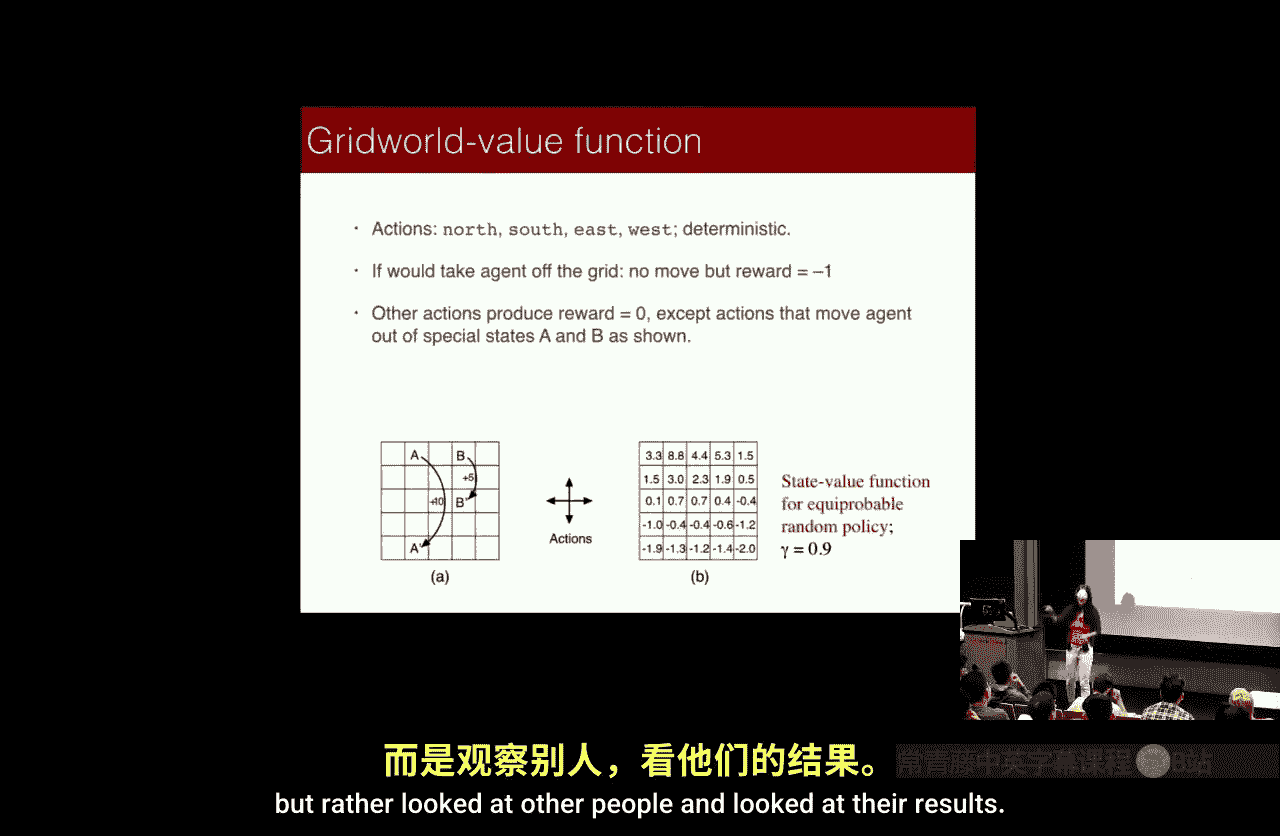 Gridworld-value function
· Actions: north, south, east, west; deterministic.
· If would take agent off the grid: no move but reward = –1
· Other actions produce reward = 0, except actions that move agent
out of special states A and B as shown.
A B
+5
+10 B'
A'
(a)
Actions
3.3 8.8 4.4 5.3 1.5
1.5 3.0 2.3 1.9 0.5
0.1 0.7 0.7 0.4 -0.4
-1.0 -0.4 -0.4 -0.6 -1.2
-1.9 -1.3 -1.2 -1.4 -2.0
(b)
State-value function
for equiprobable
random policy;
γ = 0.9
而是观察别人，看他们的结果。
but rather looked at other people and looked at their results.